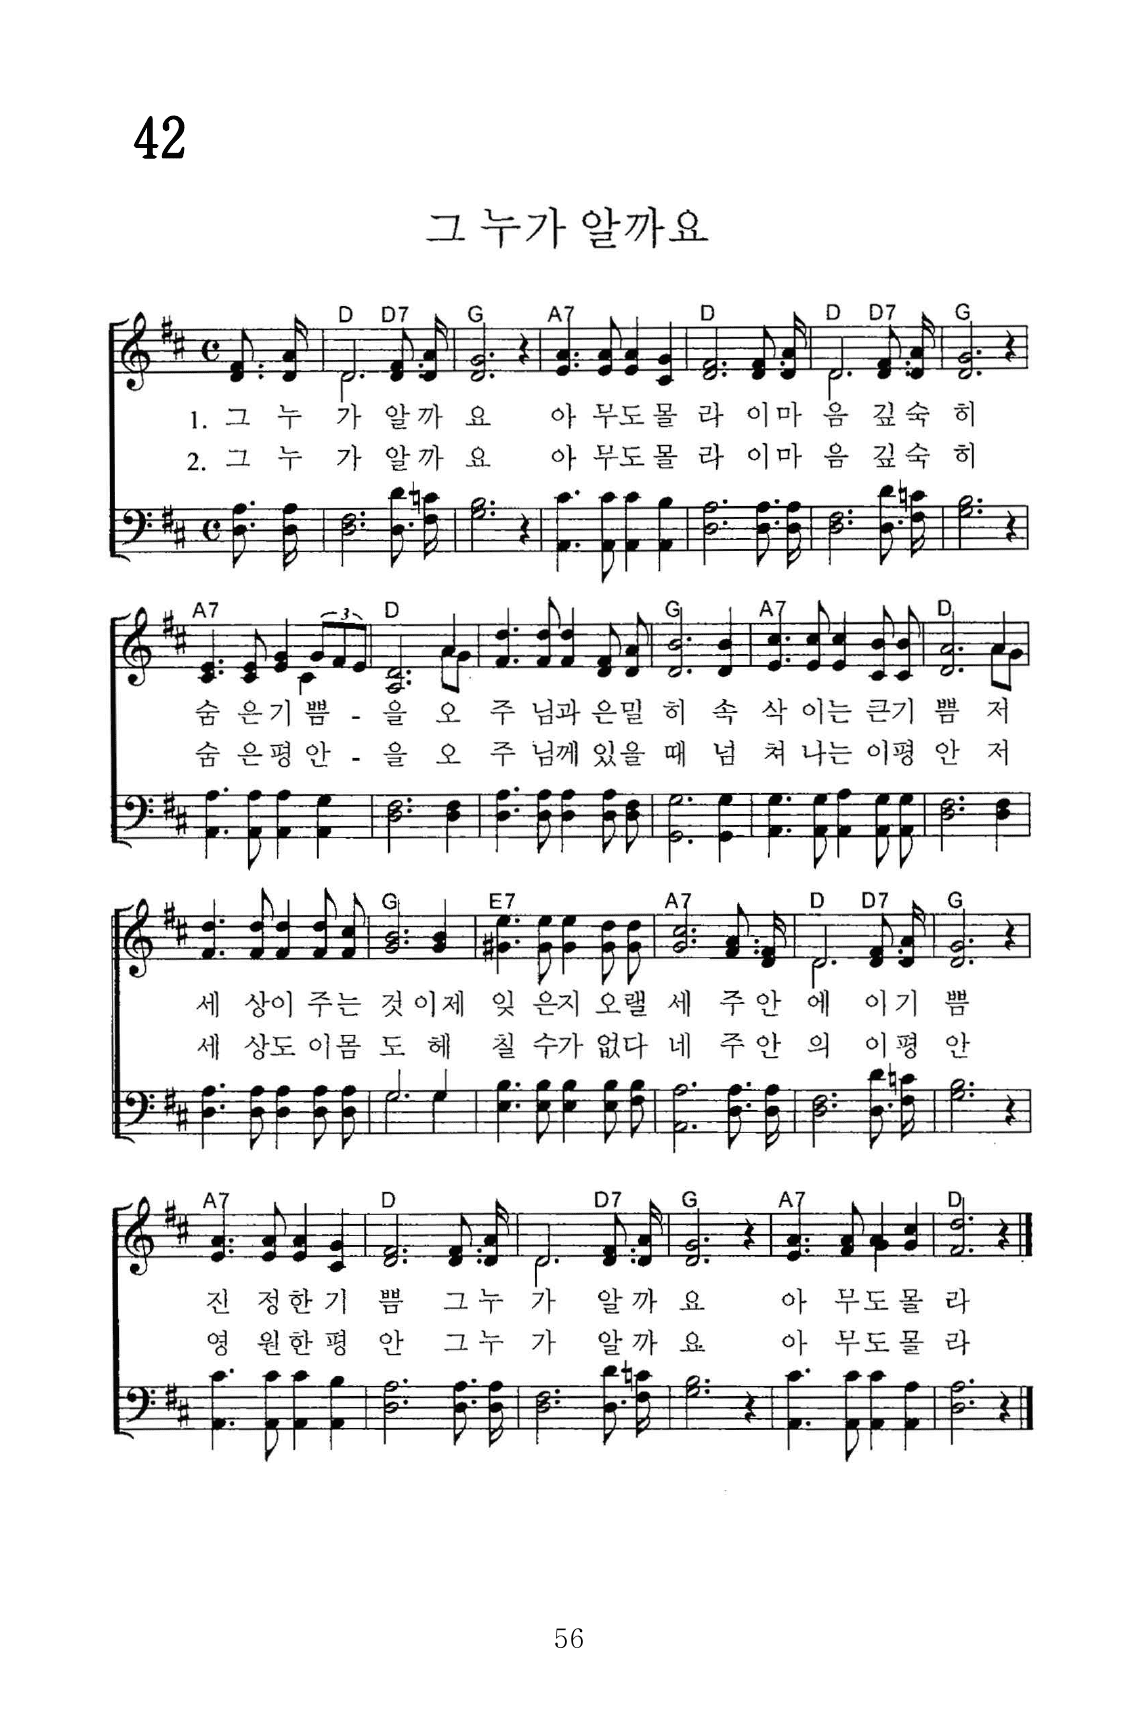 42
그 누가 알까요
D D7 G A7 D D D7 G
1. 그 누 가 알까 요 아 무도 몰 라 이마 음 깊 숙 히
2. 그 누 가 알까 요 아 무도 몰 라 이마 음 깊 숙 히
A7 3 D G A7 D
숨 은기 쁨 - 을 오 주 님과 은밀 히 속 삭 이는 큰기 쁨 저
숨 은평 안 - 을 오 주 님께 있을 때 넘 쳐 나는 이평 안 저
G E7 A7 D D7 G
세 상이 주는 것 이제 잊 은지 오랠 세 주 안 에 이 기 쁨
세 상도 이몸 도 헤 칠 수가 없다 네 주 안 의 이 평 안
A7 D D7 G A7 D
진 정한 기 쁨 그 누 가 알 까 요 아 무도 몰 라
영 원한 평 안 그 누 가 알 까 요 아 무도 몰 라
56